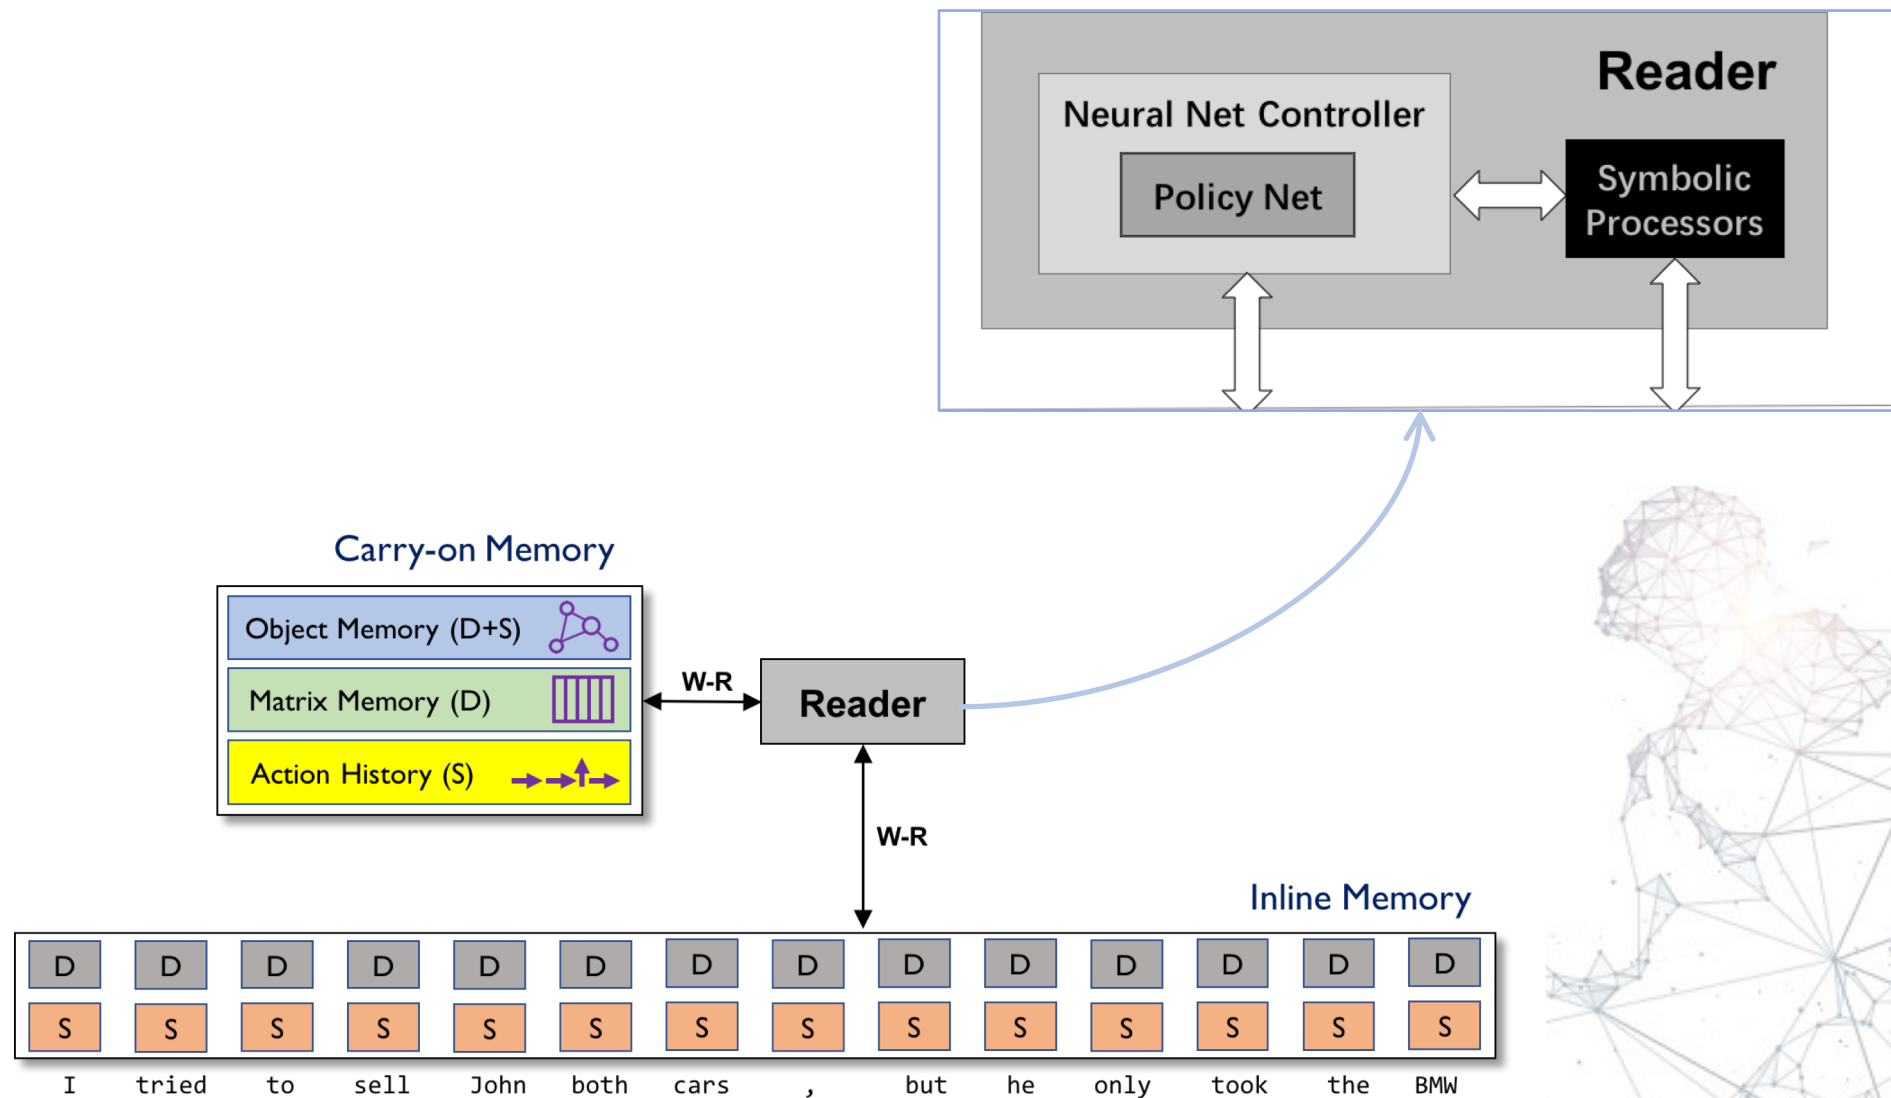 Reader
Neural Net Controller
Policy Net
Symbolic
Processors
Carry-on Memory
Object Memory (D+S)
Matrix Memory (D)
Action History (S)
W-R
Reader
W-R
Inline Memory
D D D D D D D D D D D D D D
S S S S S S S S S S S S S S
I tried to sell John both cars , but he only took the BMW